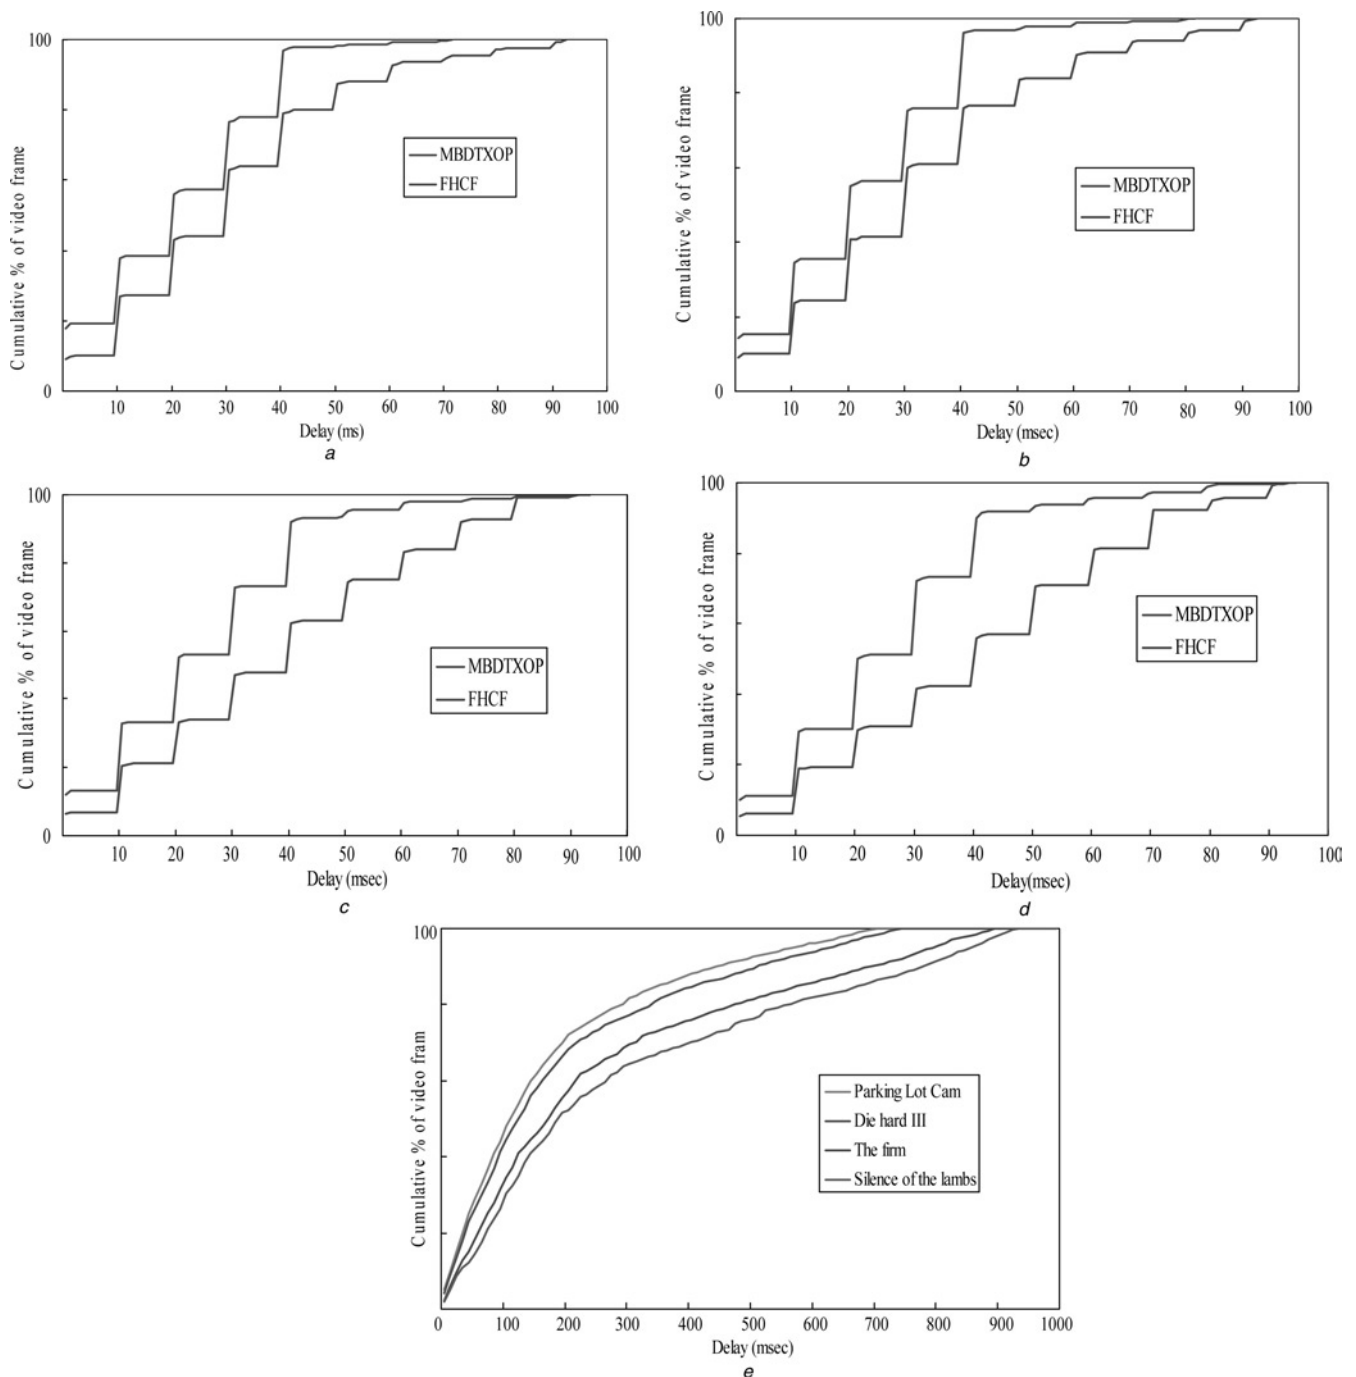 100
Cumulative % of video frame
MBDTXOP
FHCF
0
10 20 30 40 50 60 70 80 90 100
Delay (ms)
a
100
Cumulative % of video frame
MBDTXOP
FHCF
0
10 20 30 40 50 60 70 80 90 100
Delay (msec)
b
100
Cumulative % of video frame
MBDTXOP
FHCF
0
10 20 30 40 50 60 70 80 90 100
Delay (msec)
c
100
Cumulative % of video frame
MBDTXOP
FHCF
0
10 20 30 40 50 60 70 80 90 100
Delay(msec)
d
100
Cumulative % of video fram
Parking Lot Cam
Die hard III
The firm
Silence of the lambs
0 100 200 300 400 500 600 700 800 900 1000
Delay (msec)
e